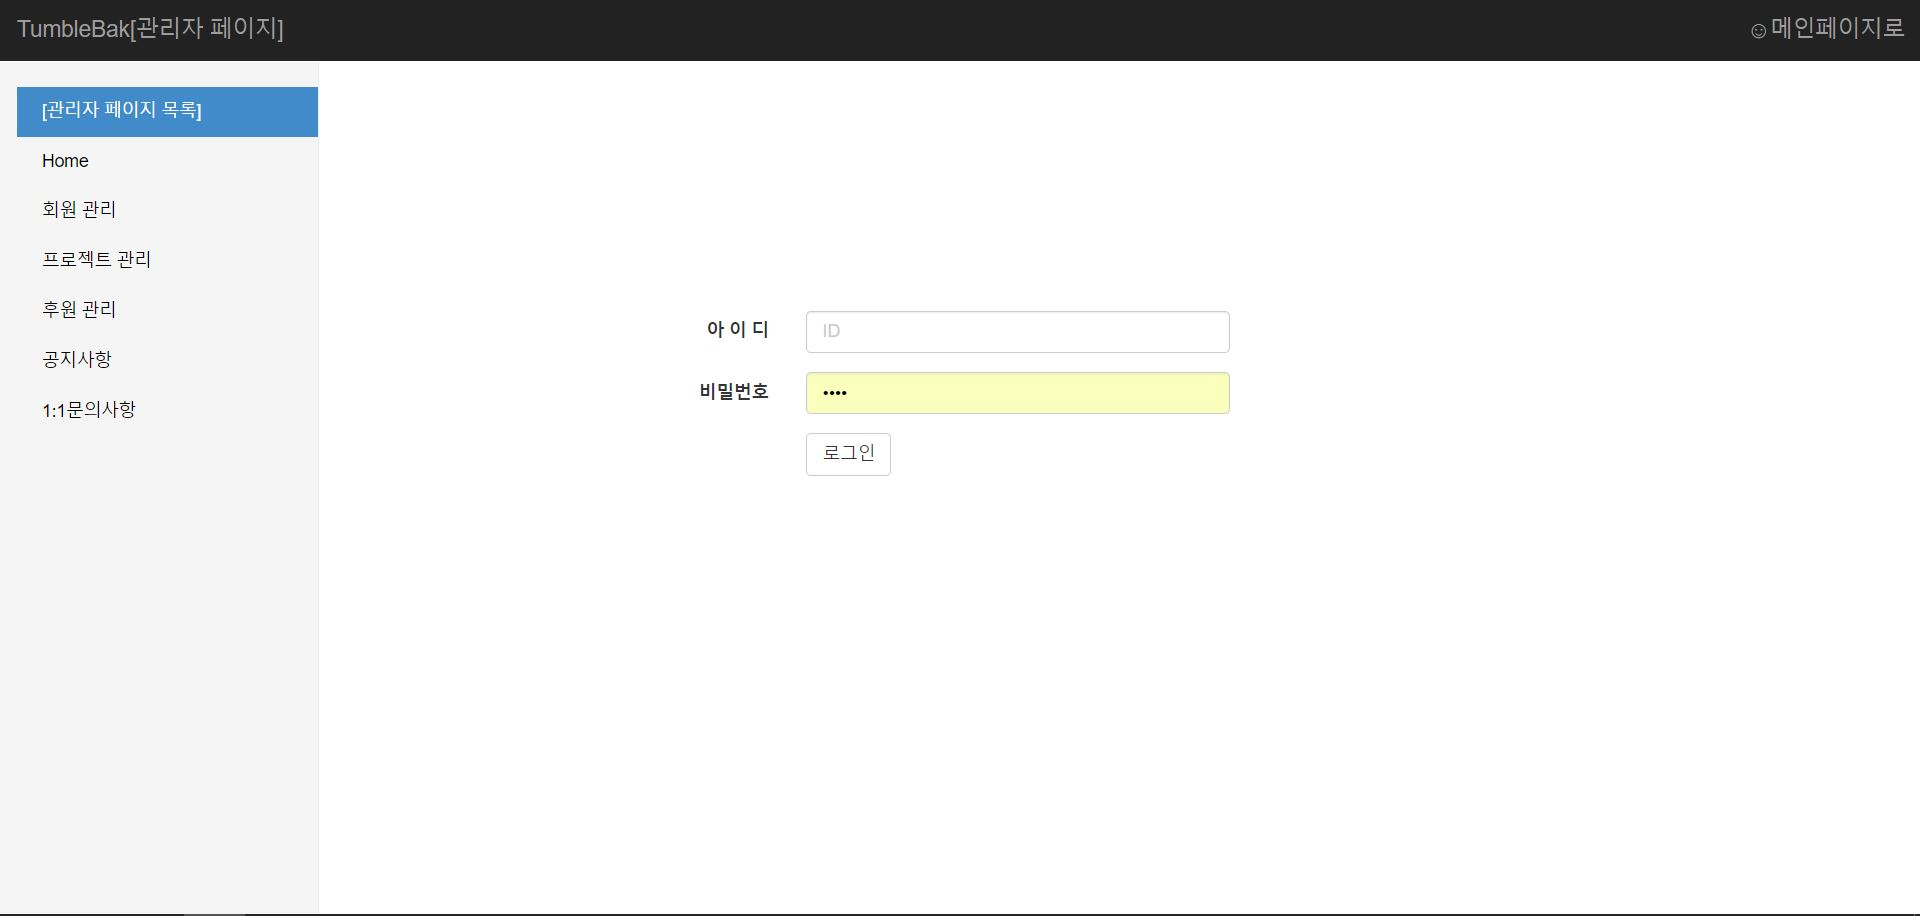 TumbleBak[관리자 페이지]
☺메인페이지로
[관리자 페이지 목록]
Home
회원 관리
프로젝트 관리
후원 관리
공지사항
1:1문의사항
아 이 디
ID
비밀번호
••••
로그인